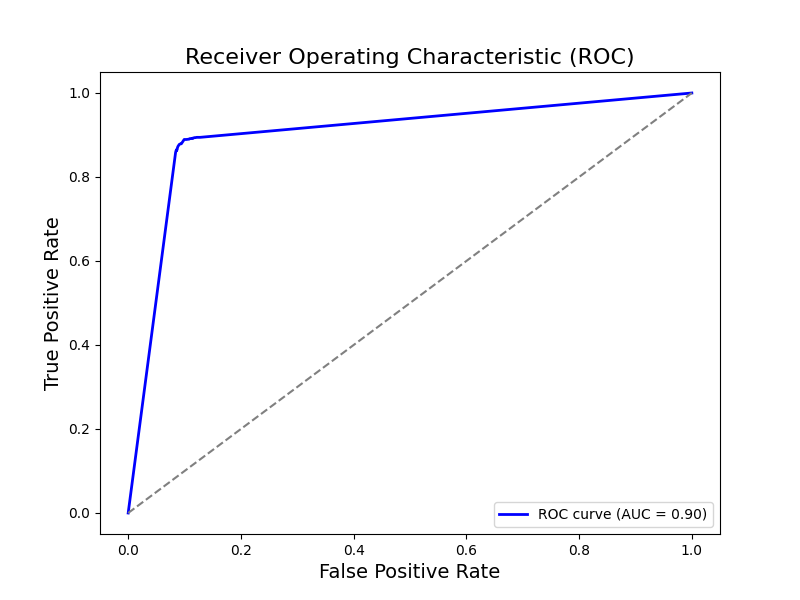 Receiver Operating Characteristic (ROC)
True Positive Rate
1.0
0.8
0.6
0.4
0.2
0.0
ROC curve (AUC = 0.90)
0.0 0.2 0.4 0.6 0.8 1.0
False Positive Rate